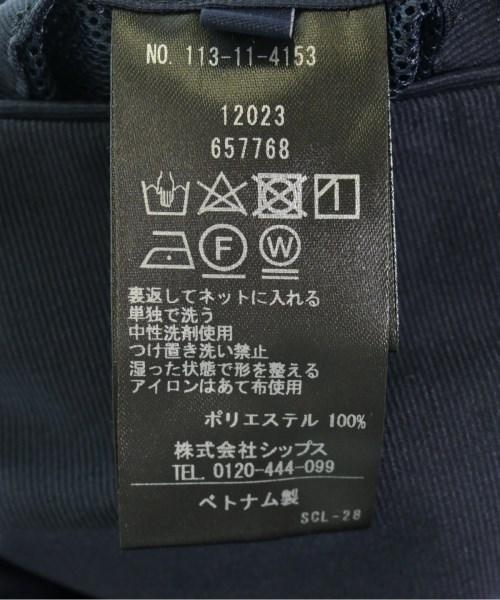 NO. 113-11-4153
12023
657768
F W
裏返してネットに入れる
単独で洗う
中性洗剤使用
つけ置き洗い禁止
湿った状態で形を整える
アイロンはあて布使用
ポリエステル 100%
株式会社シップス
TEL. 0120-444-099
ベトナム製
SCL-28